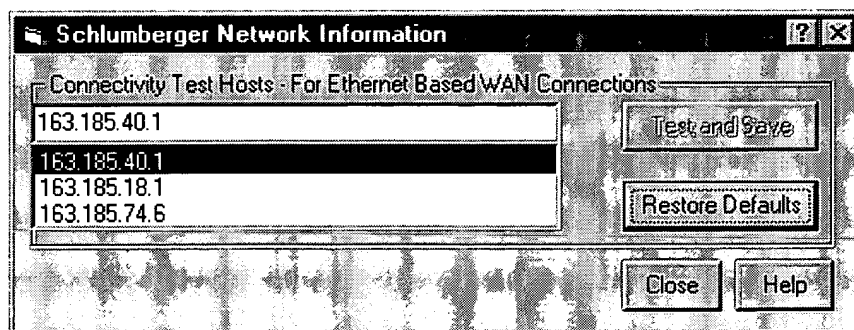 Schlumberger Network Information
Connectivity Test Hosts - For Ethernet Based WAN Connections
163.185.40.1
Test and Save
163.185.40.1
163.185.18.1
163.185.74.6
Restore Defaults
Close
Help